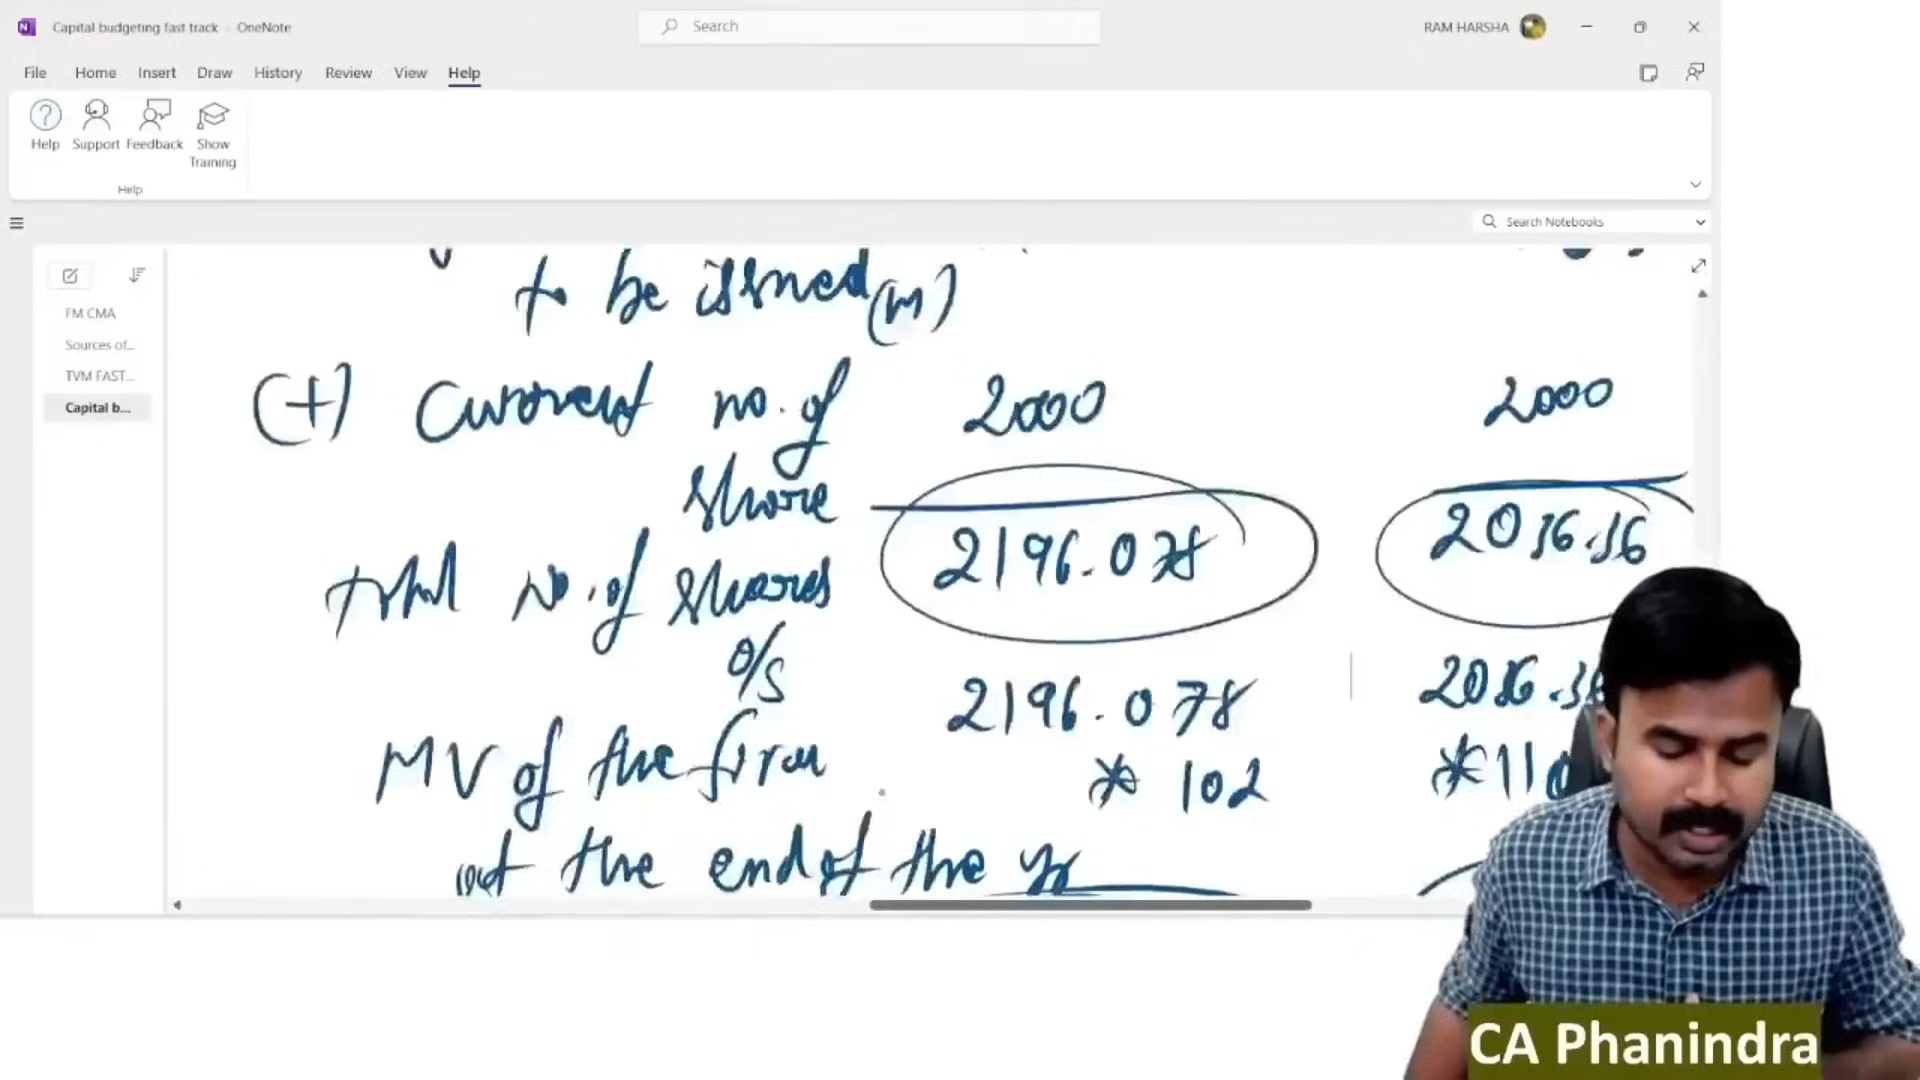 Capital budgeting fast track - OneNote
Search
RAM HARSHA
File Home Insert Draw History Review View Help
Help Support Feedback Show Training
Help
Search Notebooks
FM CMA
Sources of...
TVM FAST...
Capital b...
to be issued (m)
(+) Current no. of 2000 2000
share
2196.078 2036.36
total No. of shares
o/s
2196.078
MV of the firm * 102
at the end of the yr
CA Phanindra